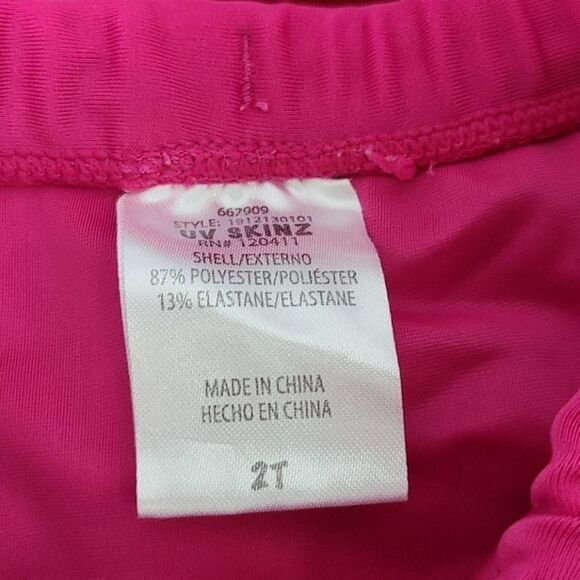 667909
STYLE: 1912130101
UV SKINZ
RN# 120411
SHELL/EXTERNO
87% POLYESTER/POLIÉSTER
13% ELASTANE/ELASTANE
MADE IN CHINA
HECHO EN CHINA
2T